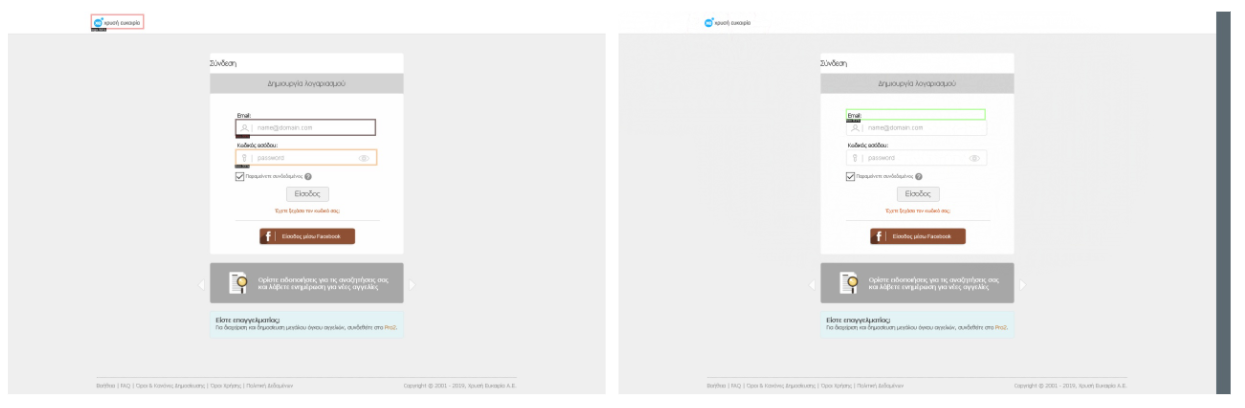 χρυσή ευκαιρία
Σύνδεση
Δημιουργία λογαριασμού
Email:
name@domain.com
Κωδικός εισόδου:
password
Παραμείνετε συνδεδεμένος
Είσοδος
Έχετε ξεχάσει τον κωδικό σας;
f | Είσοδος μέσω Facebook
Ορίστε ειδοποιήσεις για τις αναζητήσεις σας
και λάβετε ενημέρωση για νέες αγγελίες
Είστε επαγγελματίας;
Για διαχείριση και δημοσίευση μεγάλου όγκου αγγελιών, συνδεθείτε στο
Βοήθεια | FAQ | Όροι & Κανόνες Δημοσίευσης | Όροι Χρήσης | Πολιτική Δεδομένων
Copyright © 2001 - 2019, Χρυσή Ευκαιρία Α.Ε.
χρυσή ευκαιρία
Σύνδεση
Δημιουργία λογαριασμού
Email:
name@domain.com
Κωδικός εισόδου:
password
Παραμείνετε συνδεδεμένος
Είσοδος
Έχετε ξεχάσει τον κωδικό σας;
f | Είσοδος μέσω Facebook
Ορίστε ειδοποιήσεις για τις αναζητήσεις σας
και λάβετε ενημέρωση για νέες αγγελίες
Είστε επαγγελματίας;
Για διαχείριση και δημοσίευση μεγάλου όγκου αγγελιών, συνδεθείτε στο
Βοήθεια | FAQ | Όροι & Κανόνες Δημοσίευσης | Όροι Χρήσης | Πολιτική Δεδομένων
Copyright © 2001 - 2019, Χρυσή Ευκαιρία Α.Ε.